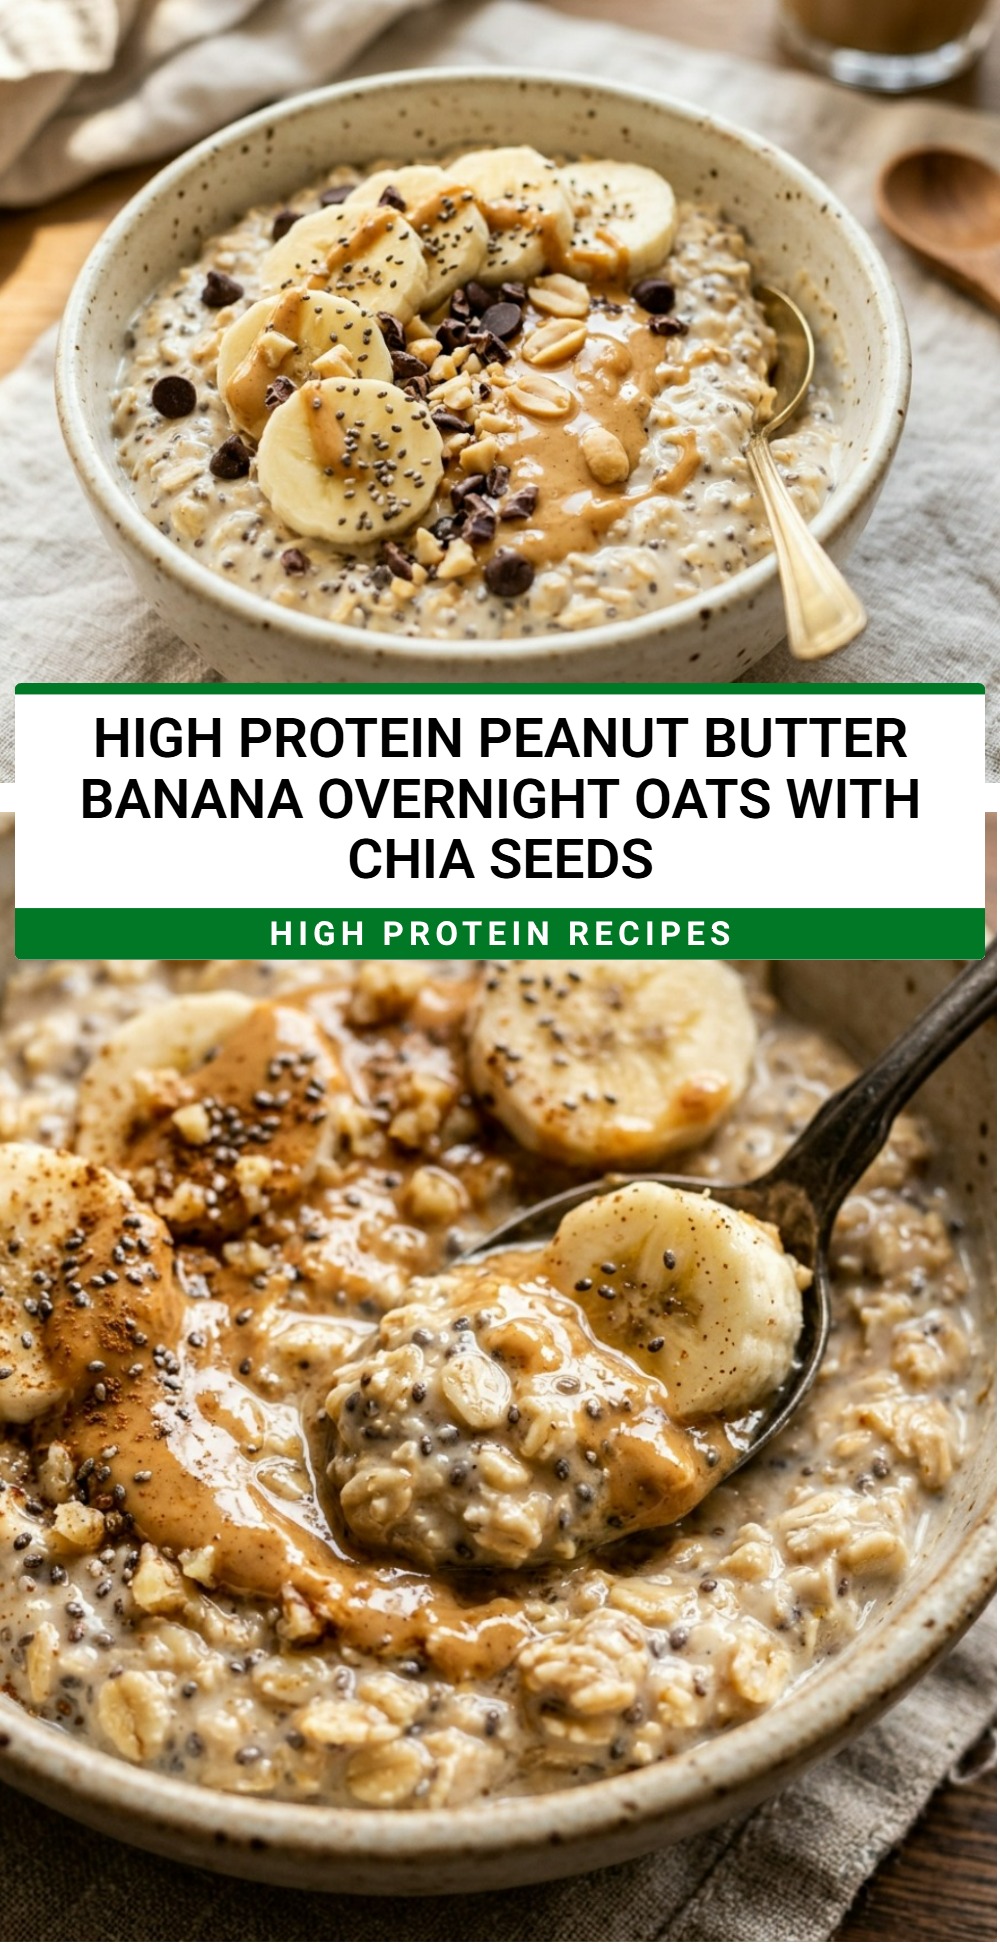 HIGH PROTEIN PEANUT BUTTER
BANANA OVERNIGHT OATS WITH
CHIA SEEDS
HIGH PROTEIN RECIPES